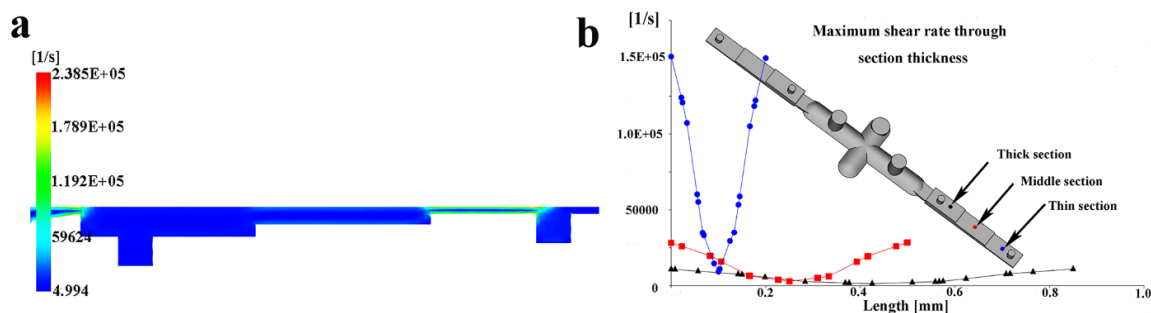 a
[1/s]
2.385E+05
1.789E+05
1.192E+05
59624
4.994
b
[1/s]
Maximum shear rate through
section thickness
1.5E+05
1.0E+05
50000
0
Thick section
Middle section
Thin section
0.2
0.4
0.6
0.8
1.0
Length [mm]